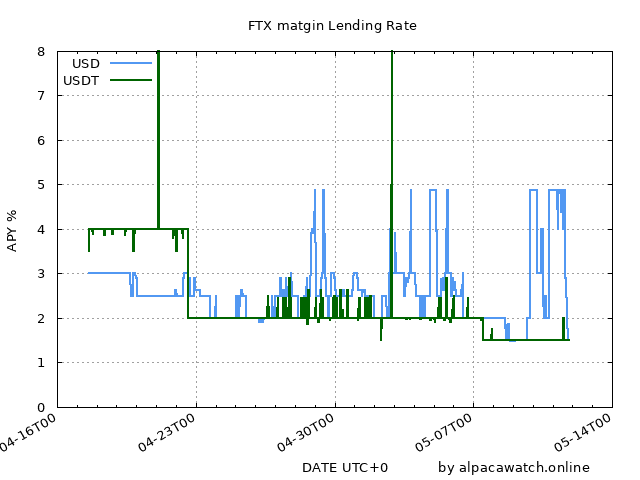 FTX matgin Lending Rate
USD
USDT
APY %
8
7
6
5
4
3
2
1
0
04-16T00
04-23T00
04-30T00
05-07T00
05-14T00
DATE UTC+0
by alpacawatch.online